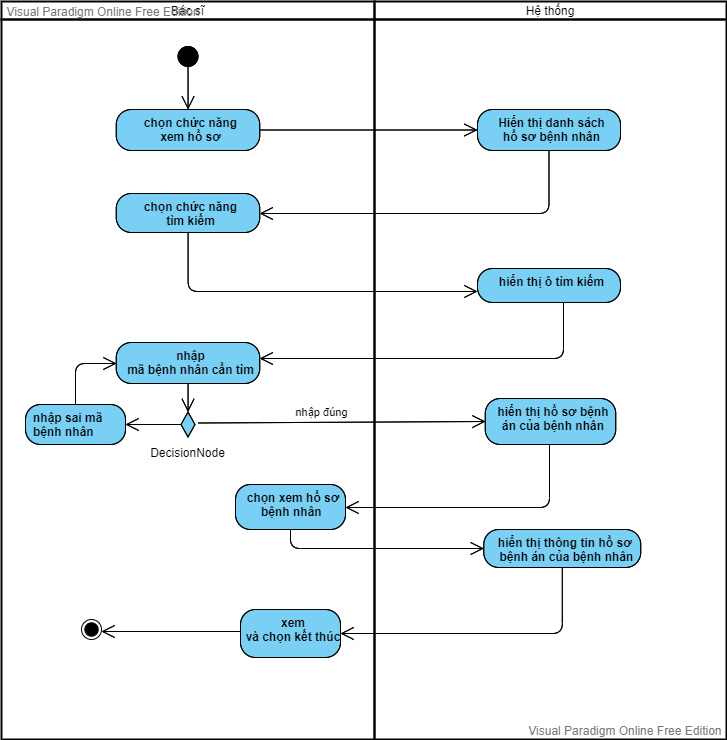 Visual Paradigm Online Free Edition
Bác sĩ
Hệ thống
chọn chức năng
xem hồ sơ
Hiển thị danh sách
hồ sơ bệnh nhân
chọn chức năng
tìm kiếm
hiển thị ô tìm kiếm
nhập
mã bệnh nhân cần tìm
nhập sai mã
bệnh nhân
nhập đúng
DecisionNode
hiển thị hồ sơ bệnh
án của bệnh nhân
chọn xem hồ sơ
bệnh nhân
hiển thị thông tin hồ sơ
bệnh án của bệnh nhân
xem
và chọn kết thúc
Visual Paradigm Online Free Edition